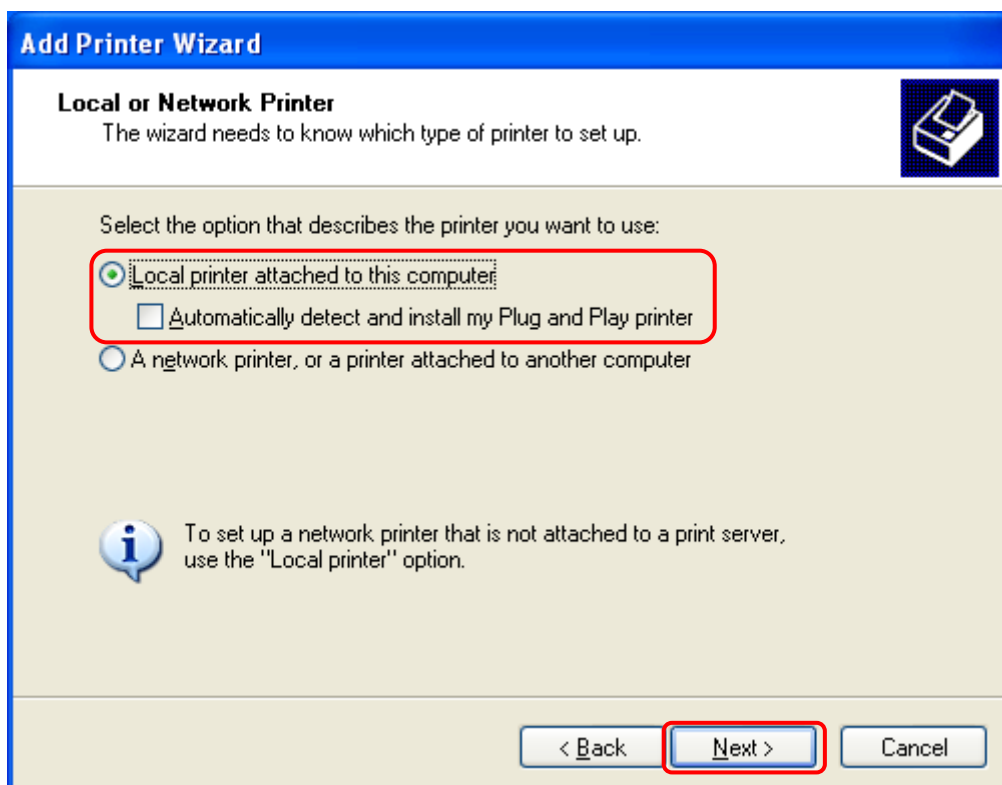 Add Printer Wizard
Local or Network Printer
The wizard needs to know which type of printer to set up.
Select the option that describes the printer you want to use:
Local printer attached to this computer
Automatically detect and install my Plug and Play printer
A network printer, or a printer attached to another computer
To set up a network printer that is not attached to a print server,
use the "Local printer" option.
< Back
Next >
Cancel